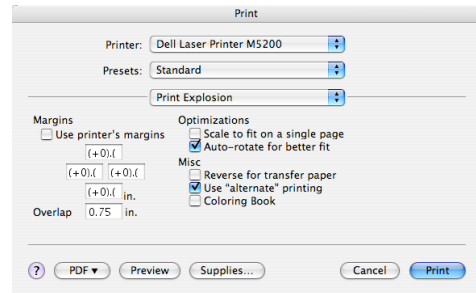 Print
Printer: Dell Laser Printer M5200
Presets: Standard
Print Explosion
Margins
Use printer's margins
(+0).(
(+0).( (+0).(
(+0).( in.
Overlap 0.75 in.
Optimizations
Scale to fit on a single page
Auto-rotate for better fit
Misc
Reverse for transfer paper
Use "alternate" printing
Coloring Book
? PDF▼ Preview Supplies... Cancel Print